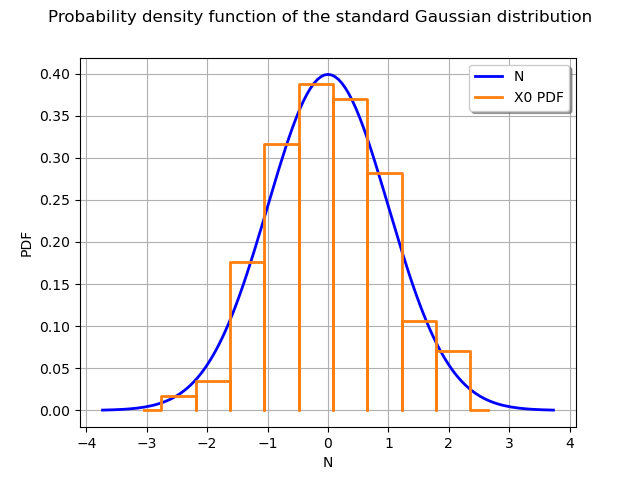 Probability density function of the standard Gaussian distribution
N
X0 PDF
0.40
0.35
0.30
0.25
0.20
0.15
0.10
0.05
0.00
PDF
−4 −3 −2 −1 0 1 2 3 4
N